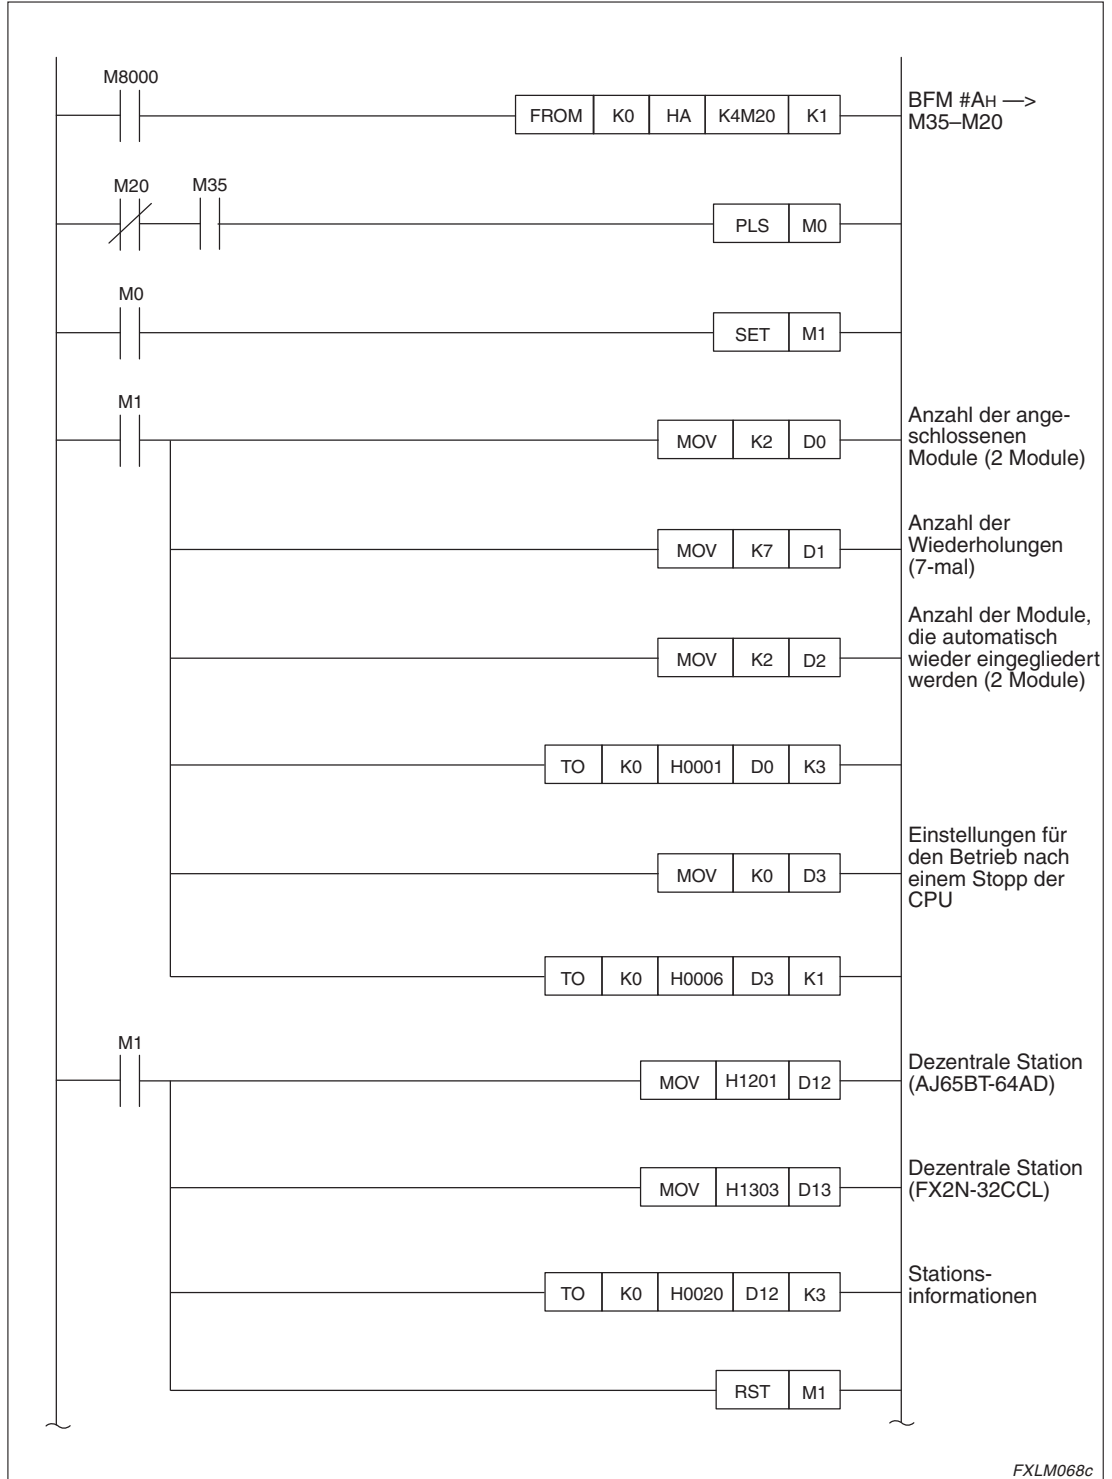 M8000
FROM K0 HA K4M20 K1
BFM #AH —>
M35–M20
M20 M35
PLS M0
M0
SET M1
M1
MOV K2 D0
Anzahl der ange-
schlossenen
Module (2 Module)
MOV K7 D1
Anzahl der
Wiederholungen
(7-mal)
MOV K2 D2
Anzahl der Module,
die automatisch
wieder eingegliedert
werden (2 Module)
TO K0 H0001 D0 K3
MOV K0 D3
Einstellungen für
den Betrieb nach
einem Stopp der
CPU
TO K0 H0006 D3 K1
M1
MOV H1201 D12
Dezentrale Station
(AJ65BT-64AD)
MOV H1303 D13
Dezentrale Station
(FX2N-32CCL)
TO K0 H0020 D12 K3
Stations-
informationen
RST M1
FXLM068c